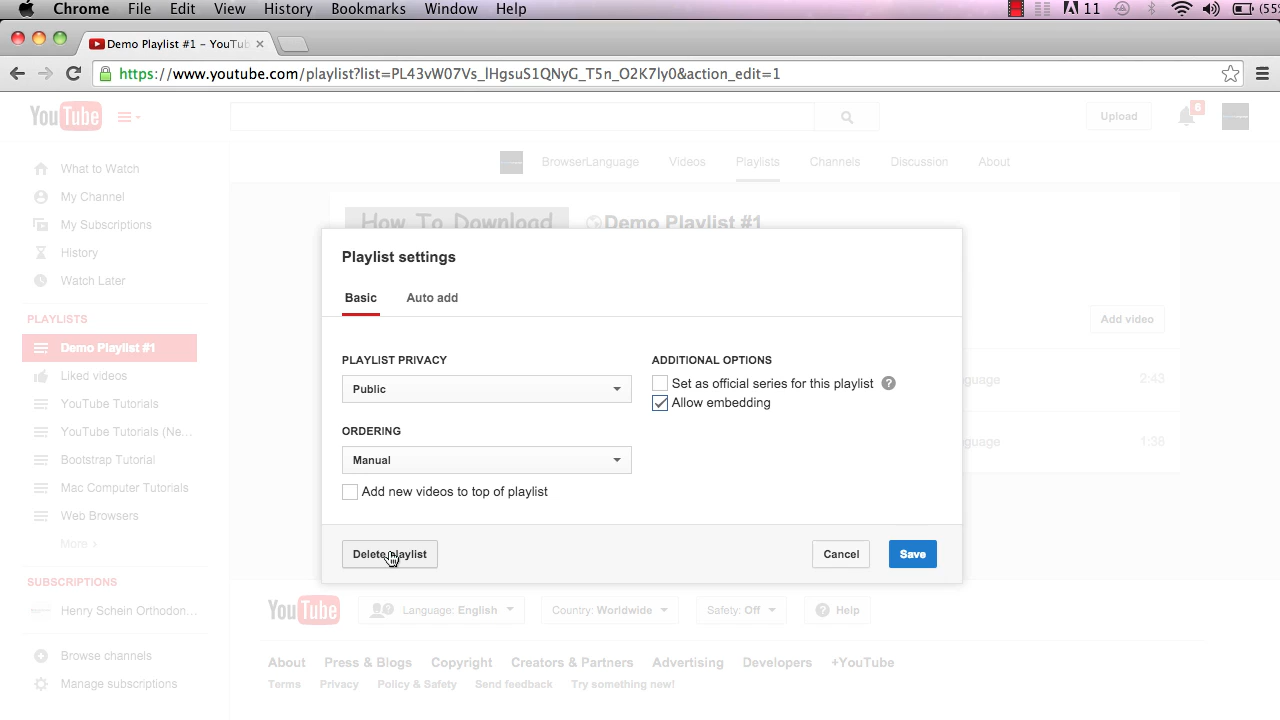 Chrome File Edit View History Bookmarks Window Help 11 (55%
Demo Playlist #1 – YouTub
https://www.youtube.com/playlist?list=PL43vW07Vs_lHgsuS1QNyG_T5n_O2K7ly0&action_edit=1
YouTube Upload 6
What to Watch
My Channel
My Subscriptions
History
Watch Later
PLAYLISTS
Demo Playlist #1
Liked videos
YouTube Tutorials
YouTube Tutorials (Ne...
Bootstrap Tutorial
Mac Computer Tutorials
Web Browsers
More
SUBSCRIPTIONS
Henry Schein Orthodon...
Browse channels
Manage subscriptions
BrowserLanguage Videos Playlists Channels Discussion About
How To Download
Demo Playlist #1
Add video
guage 2:43
guage 1:38
Playlist settings
Basic Auto add
PLAYLIST PRIVACY
Public
ORDERING
Manual
Add new videos to top of playlist
ADDITIONAL OPTIONS
Set as official series for this playlist ?
Allow embedding
Delete playlist Cancel Save
YouTube Language: English Country: Worldwide Safety: Off Help
About Press & Blogs Copyright Creators & Partners Advertising Developers +YouTube
Terms Privacy Policy & Safety Send feedback Try something new!